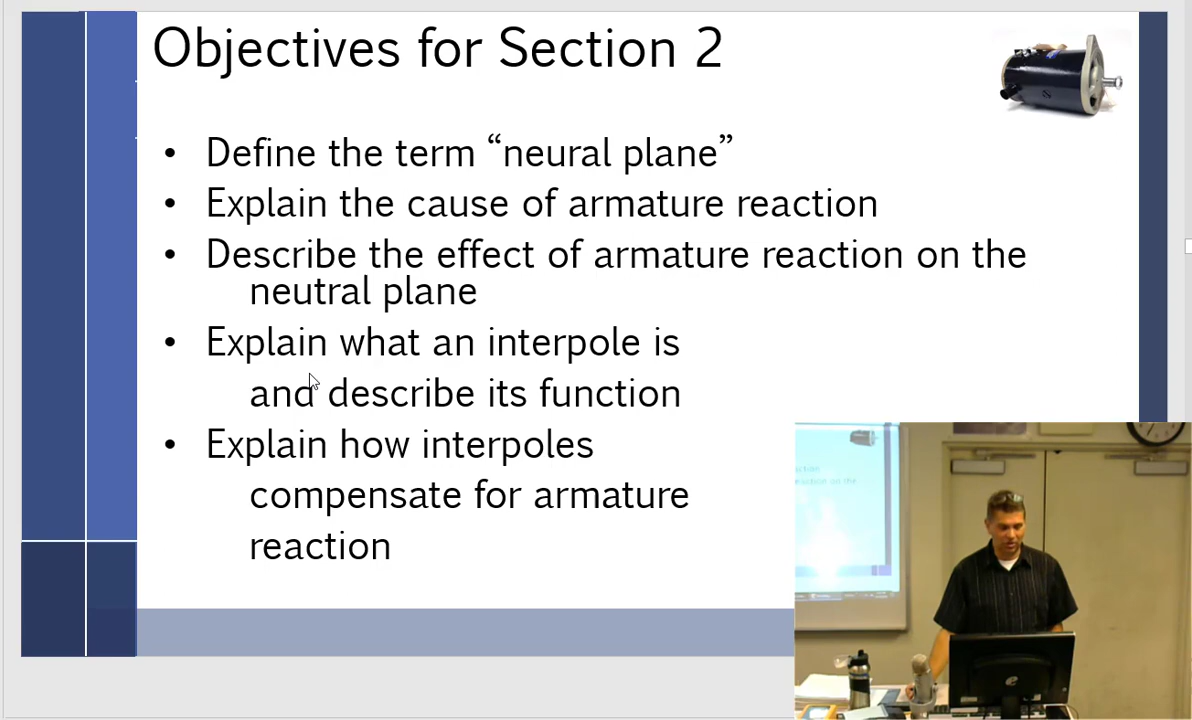 Objectives for Section 2
• Define the term “neural plane”
• Explain the cause of armature reaction
• Describe the effect of armature reaction on the
neutral plane
• Explain what an interpole is
and describe its function
• Explain how interpoles
compensate for armature
reaction